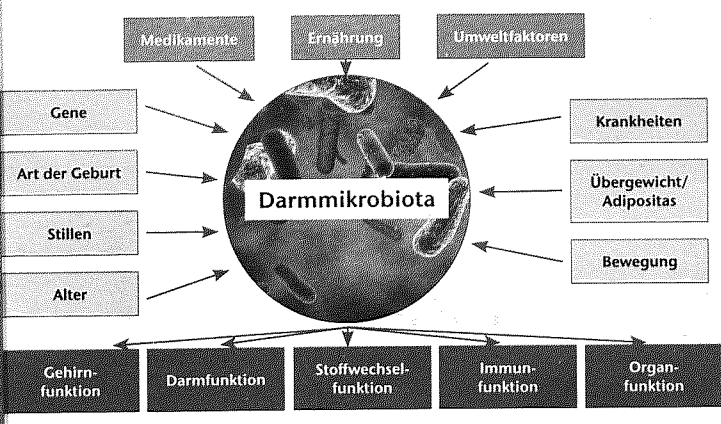 Medikamente
Ernährung
Umweltfaktoren
Gene
Art der Geburt
Stillen
Alter
Darmmikrobiota
Krankheiten
Übergewicht/
Adipositas
Bewegung
Gehirn-
funktion
Darmfunktion
Stoffwechsel-
funktion
Immun-
funktion
Organ-
funktion